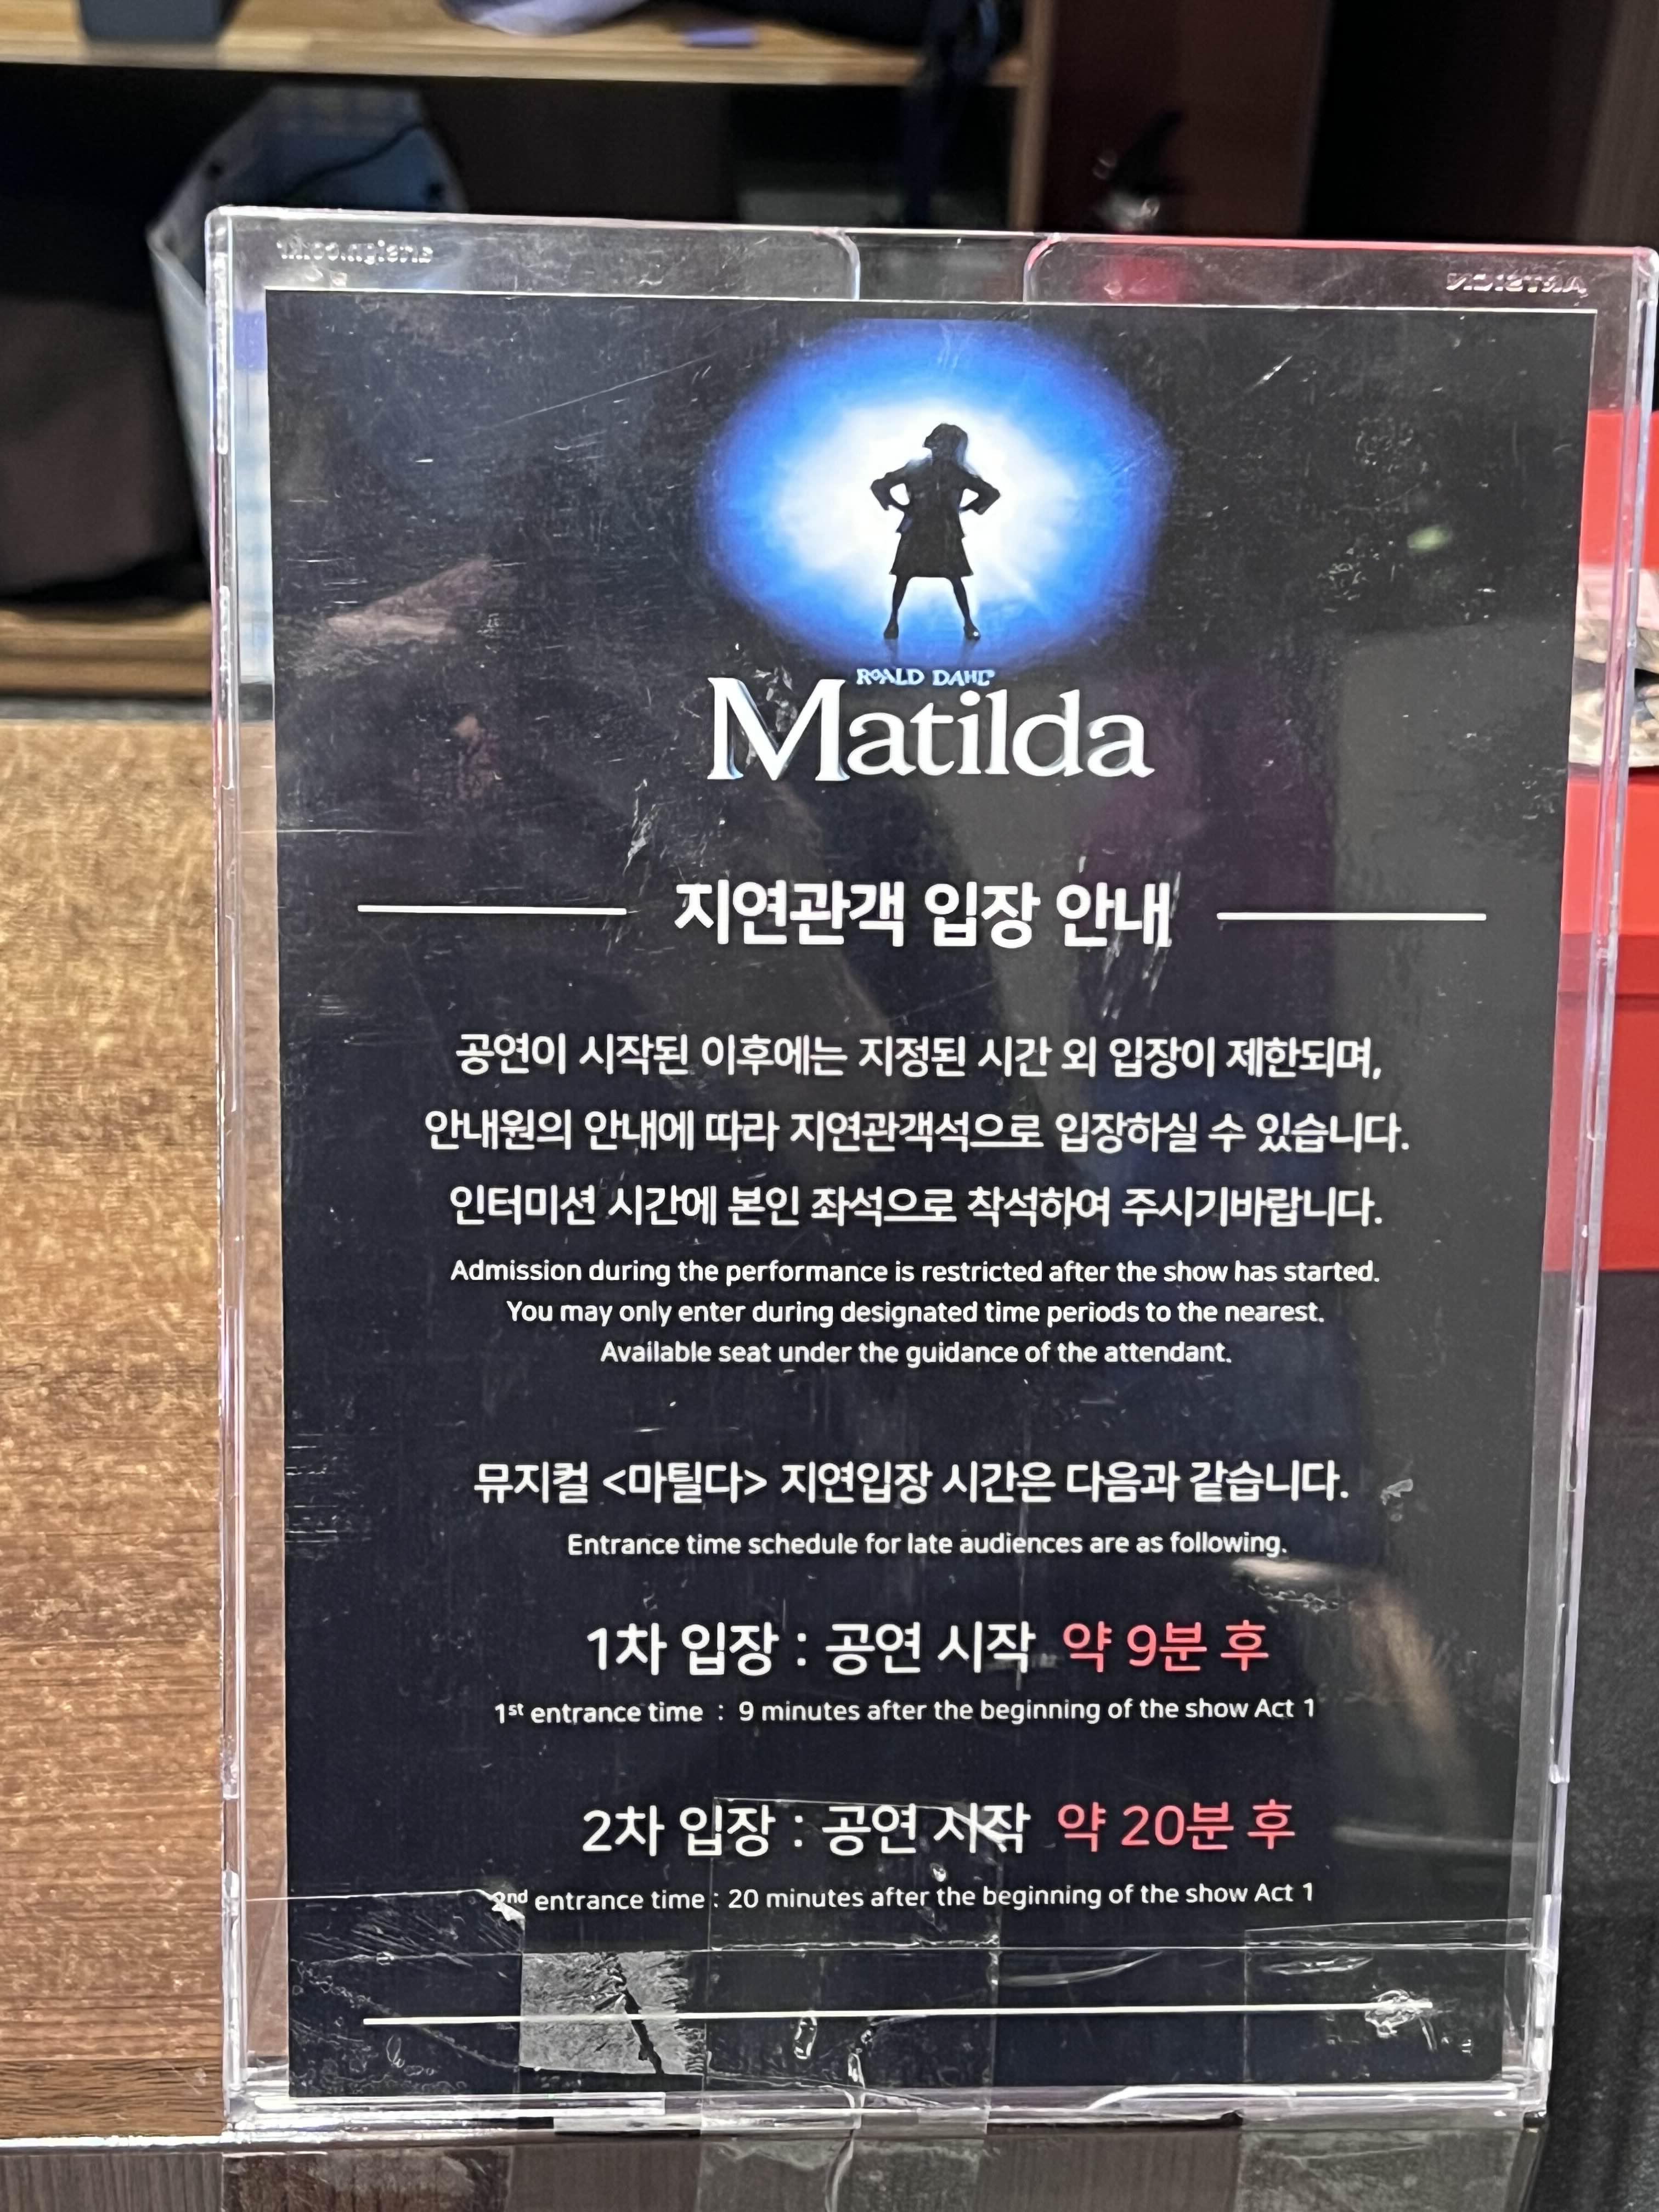 ROALD DAHL'S
Matilda
지연관객 입장 안내
공연이 시작된 이후에는 지정된 시간 외 입장이 제한되며,
안내원의 안내에 따라 지연관객석으로 입장하실 수 있습니다.
인터미션 시간에 본인 좌석으로 착석하여 주시기바랍니다.
Admission during the performance is restricted after the show has started.
You may only enter during designated time periods to the nearest.
Available seat under the guidance of the attendant.
뮤지컬 <마틸다> 지연입장 시간은 다음과 같습니다.
Entrance time schedule for late audiences are as following.
1차 입장 : 공연 시작 약 9분 후
1st entrance time : 9 minutes after the beginning of the show Act 1
2차 입장 : 공연 시작 약 20분 후
2nd entrance time : 20 minutes after the beginning of the show Act 1